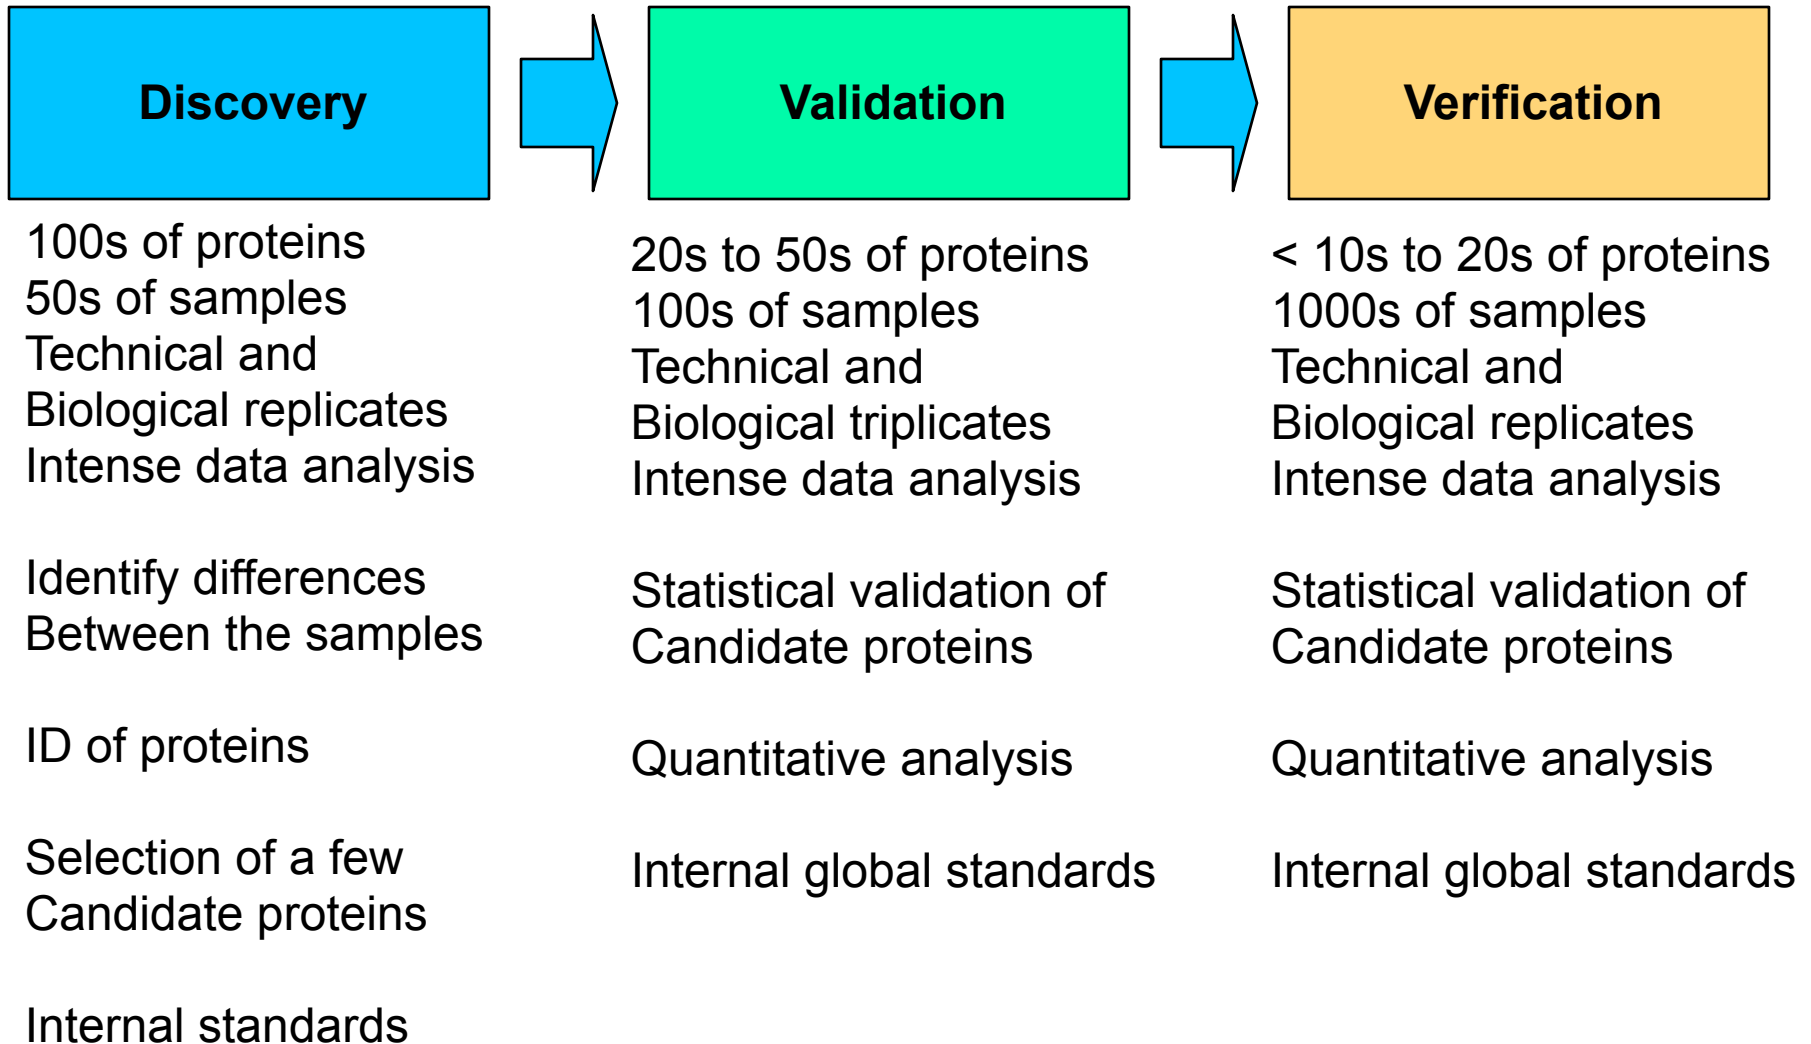 Discovery
100s of proteins
50s of samples
Technical and
Biological replicates
Intense data analysis
Identify differences
Between the samples
ID of proteins
Selection of a few
Candidate proteins
Internal standards
Validation
20s to 50s of proteins
100s of samples
Technical and
Biological triplicates
Intense data analysis
Statistical validation of
Candidate proteins
Quantitative analysis
Internal global standards
Verification
< 10s to 20s of proteins
1000s of samples
Technical and
Biological replicates
Intense data analysis
Statistical validation of
Candidate proteins
Quantitative analysis
Internal global standards